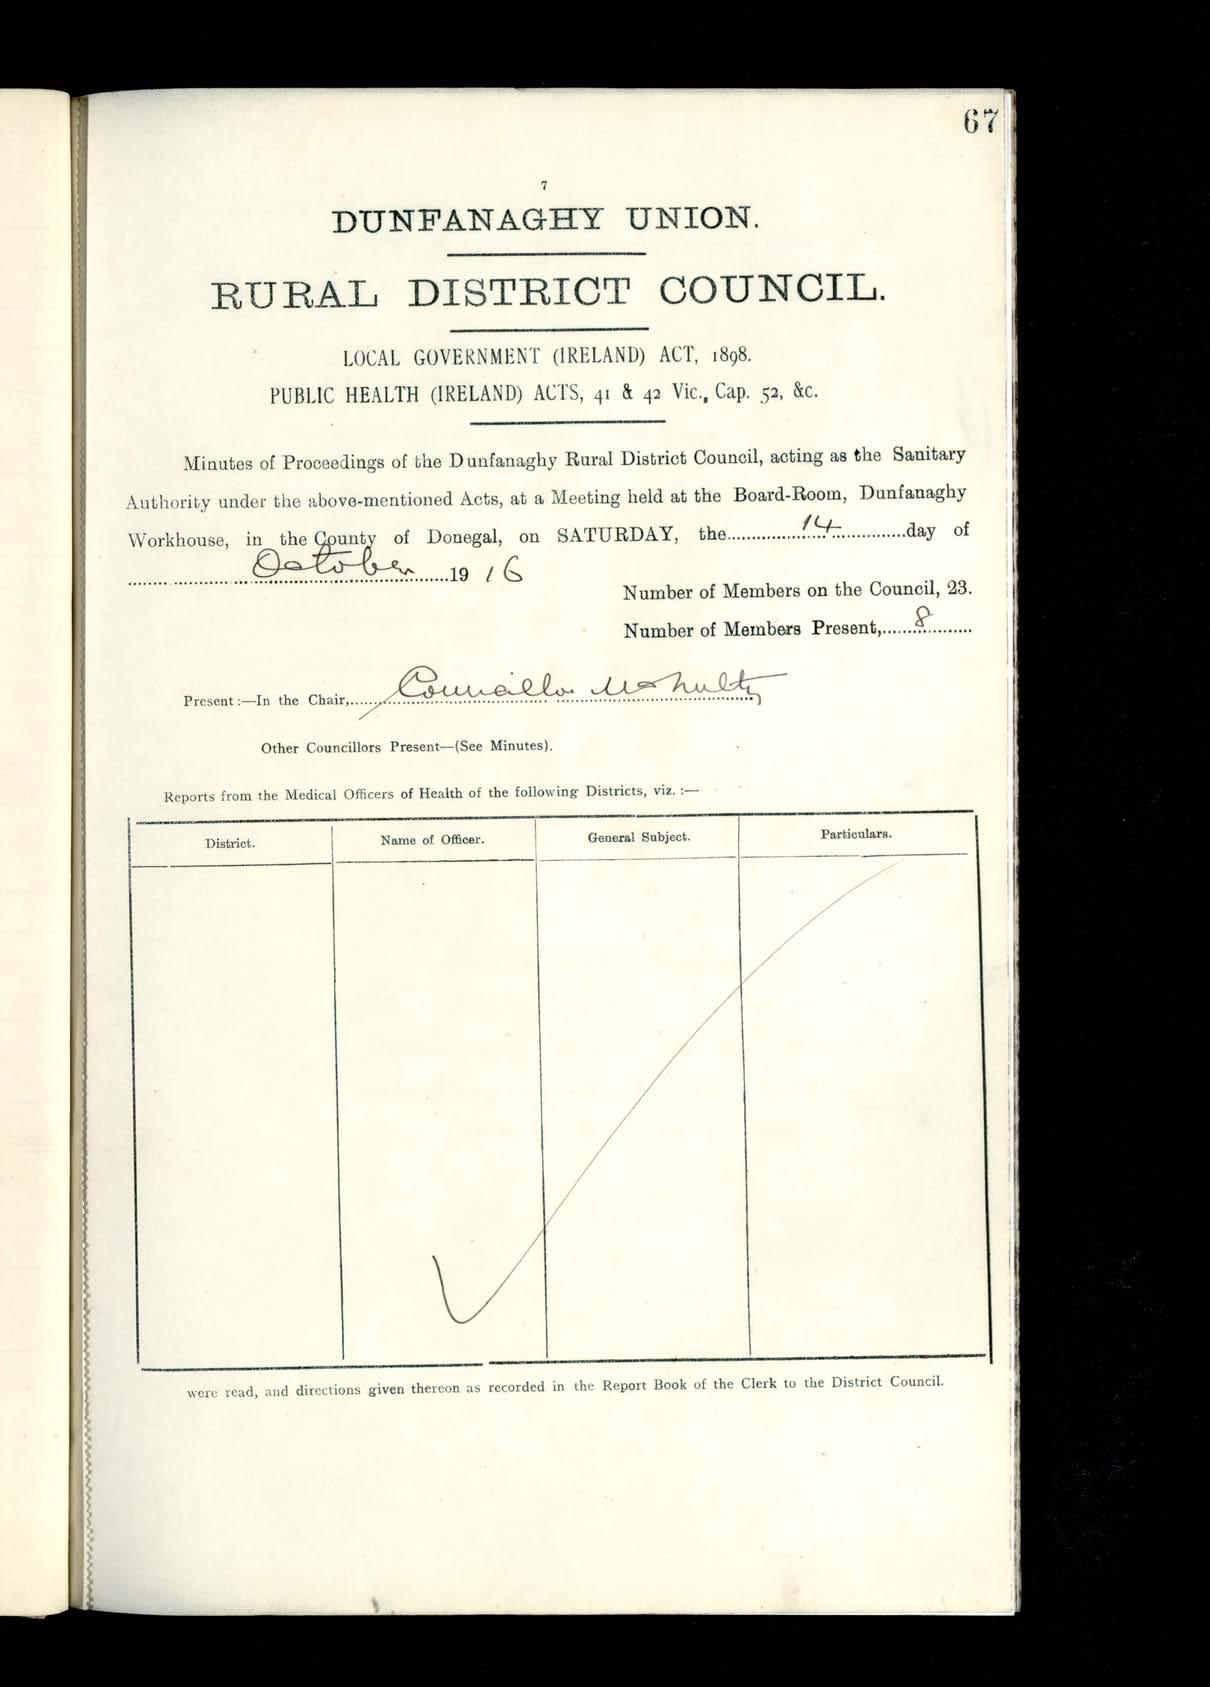 67
7
DUNFANAGHY UNION.
RURAL DISTRICT COUNCIL.
LOCAL GOVERNMENT (IRELAND) ACT, 1898.
PUBLIC HEALTH (IRELAND) ACTS, 41 & 42 Vic., Cap. 52, &c.
Minutes of Proceedings of the Dunfanaghy Rural District Council, acting as the Sanitary
Authority under the above-mentioned Acts, at a Meeting held at the Board-Room, Dunfanaghy
Workhouse, in the County of Donegal, on SATURDAY, the 14 day of
October 1916
Number of Members on the Council, 23.
Number of Members Present, 8
Present:—In the Chair, Councillor McNulty
Other Councillors Present—(See Minutes).
Reports from the Medical Officers of Health of the following Districts, viz. :—
District. Name of Officer. General Subject. Particulars.
were read, and directions given thereon as recorded in the Report Book of the Clerk to the District Council.